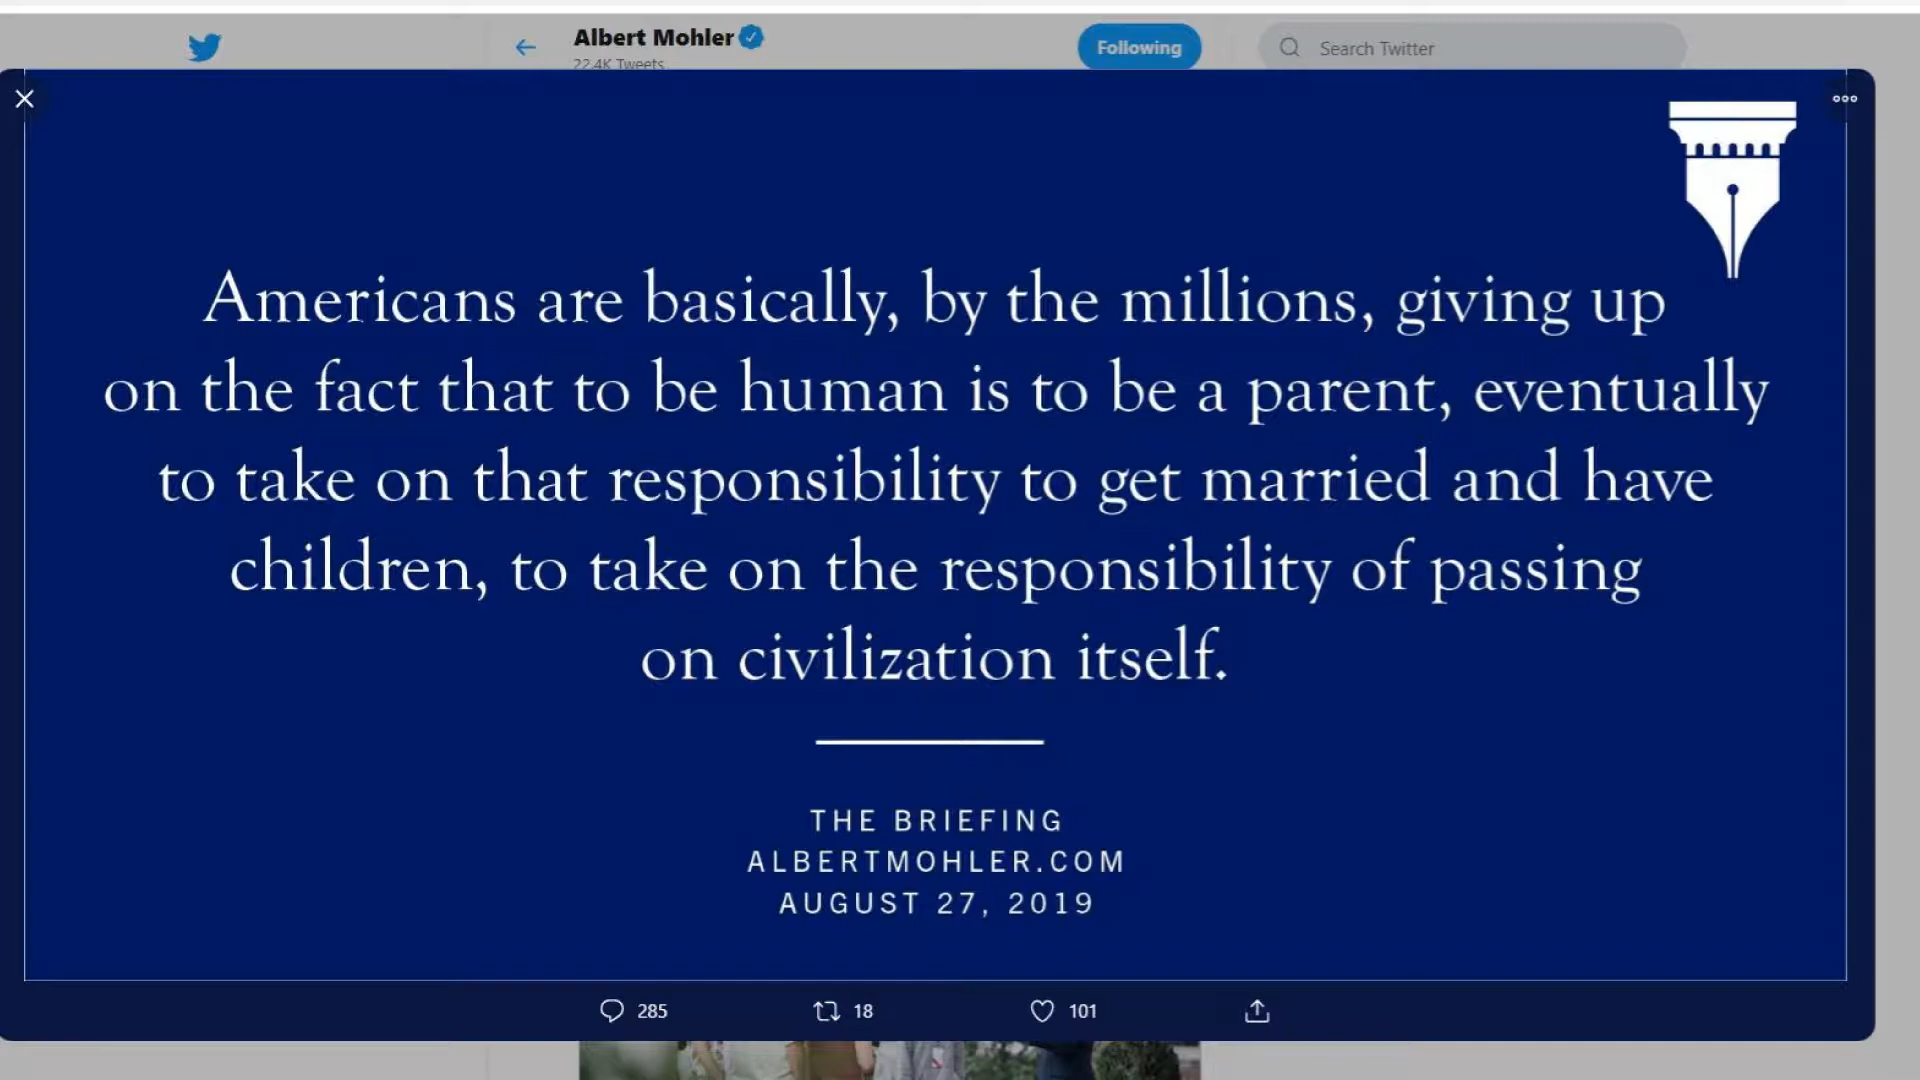 Albert Mohler
22.4K Tweets
Following
Search Twitter
Americans are basically, by the millions, giving up
on the fact that to be human is to be a parent, eventually
to take on that responsibility to get married and have
children, to take on the responsibility of passing
on civilization itself.
THE BRIEFING
ALBERTMOHLER.COM
AUGUST 27, 2019
285
18
101